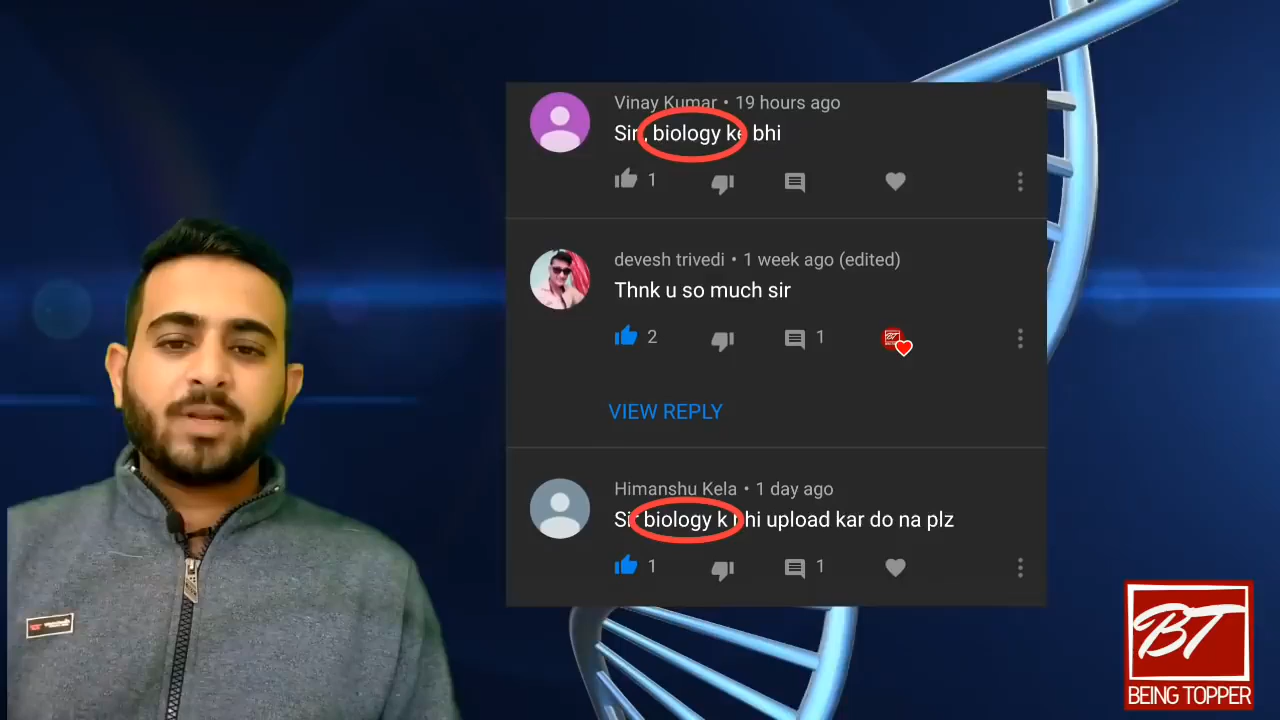 Vinay Kumar • 19 hours ago
Sir, biology ke bhi
1
devesh trivedi • 1 week ago (edited)
Thnk u so much sir
2 1
VIEW REPLY
Himanshu Kela • 1 day ago
Sir biology k bhi upload kar do na plz
1 1
BT
BEING TOPPER